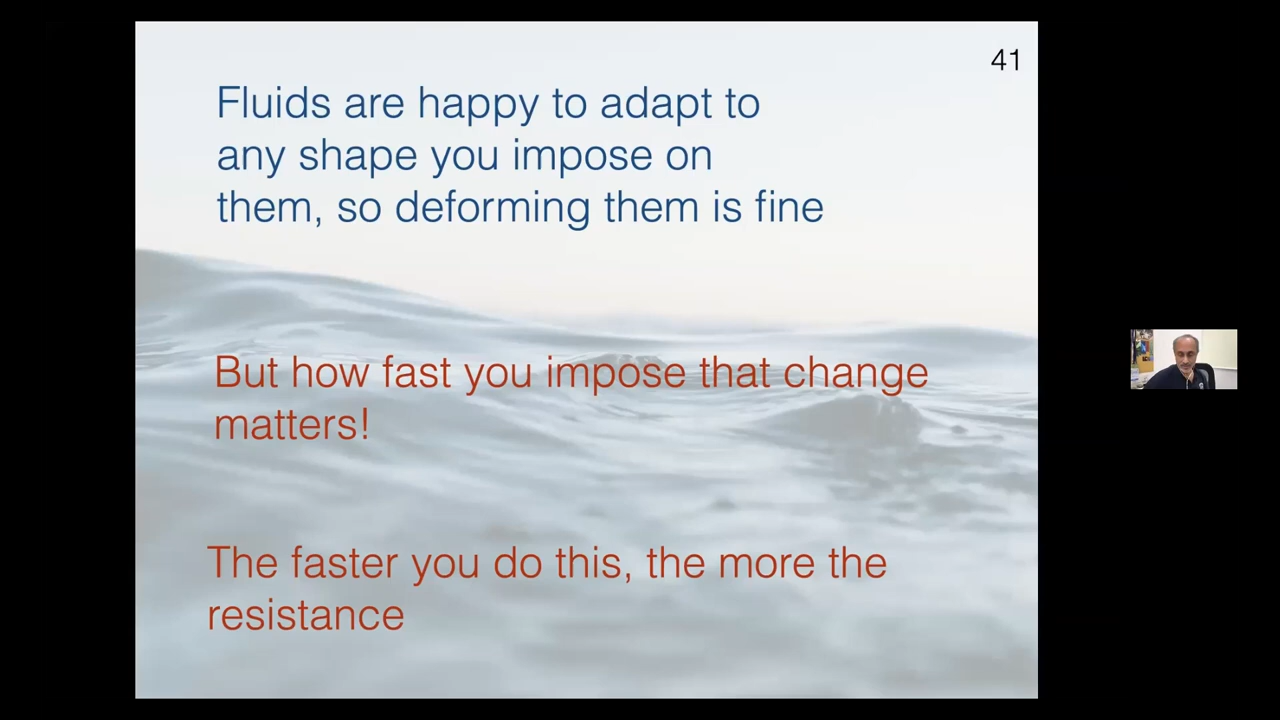 41
Fluids are happy to adapt to
any shape you impose on
them, so deforming them is fine
But how fast you impose that change
matters!
The faster you do this, the more the
resistance